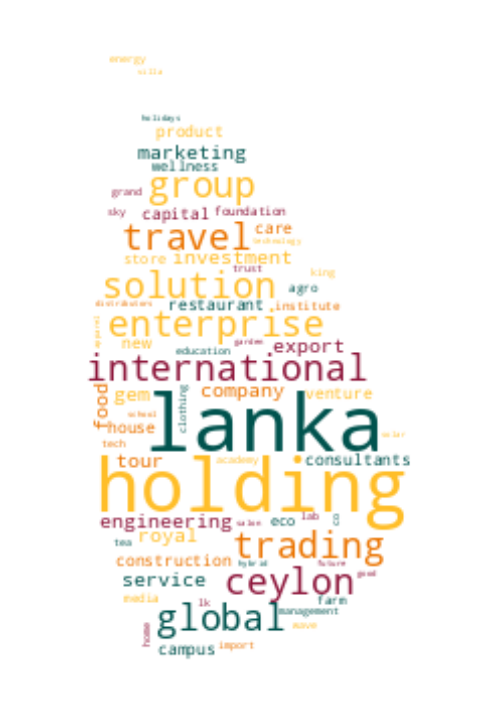 energy
villa
holidays
product
marketing
wellness
group
grand
sky capital foundation
travel care
technology
store investment
trust
king
solution agro
distributors restaurant institute
apparel
enterprise
new garden
education export
international
food gem clothing company venture
lanka
school
house
solar
tech
tour academy consultants
holding
engineering salon eco lab co
royal
tea trading
construction hybrid future
service ceylon good
media lk farm
global management
wave
home
campus import